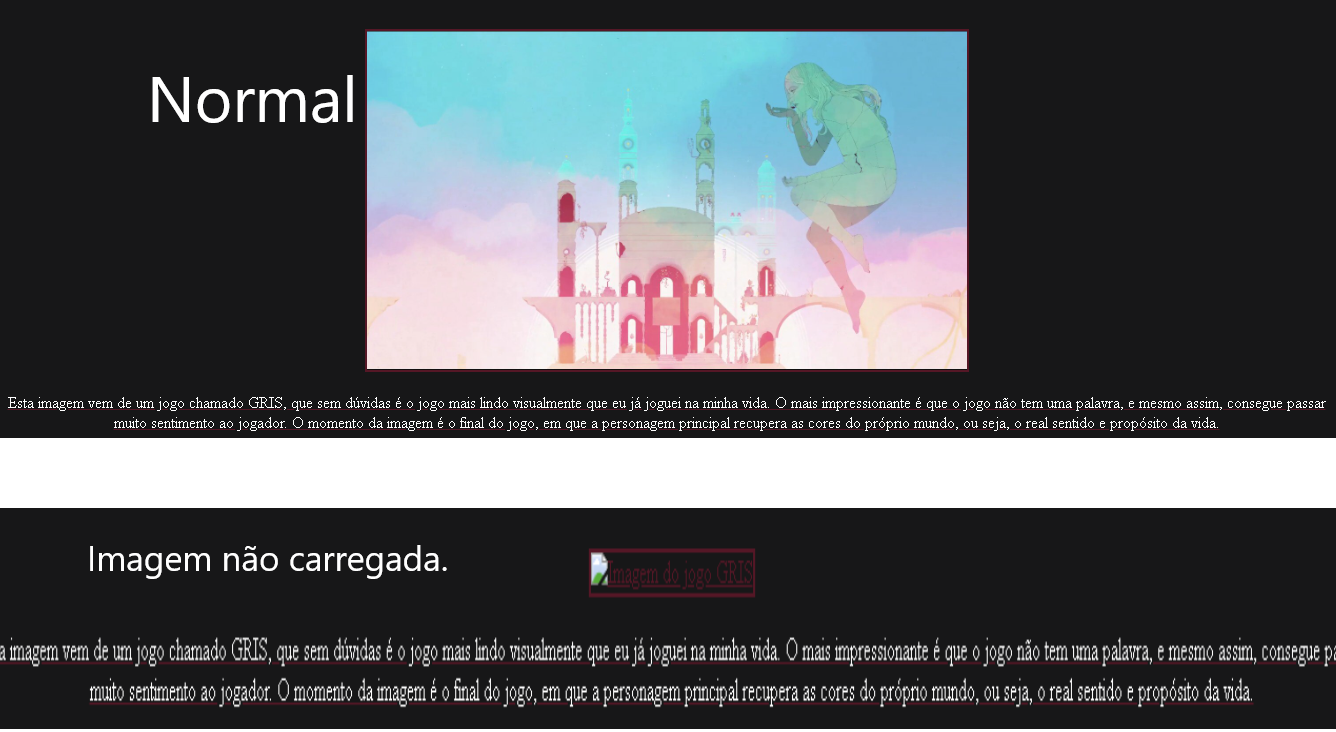 Normal
Esta imagem vem de um jogo chamado GRIS, que sem dúvidas é o jogo mais lindo visualmente que eu já joguei na minha vida. O mais impressionante é que o jogo não tem uma palavra, e mesmo assim, consegue passar
muito sentimento ao jogador. O momento da imagem é o final do jogo, em que a personagem principal recupera as cores do próprio mundo, ou seja, o real sentido e propósito da vida.
Imagem não carregada.
Imagem do jogo GRIS
a imagem vem de um jogo chamado GRIS, que sem dúvidas é o jogo mais lindo visualmente que eu já joguei na minha vida. O mais impressionante é que o jogo não tem uma palavra, e mesmo assim, consegue pa
muito sentimento ao jogador. O momento da imagem é o final do jogo, em que a personagem principal recupera as cores do próprio mundo, ou seja, o real sentido e propósito da vida.